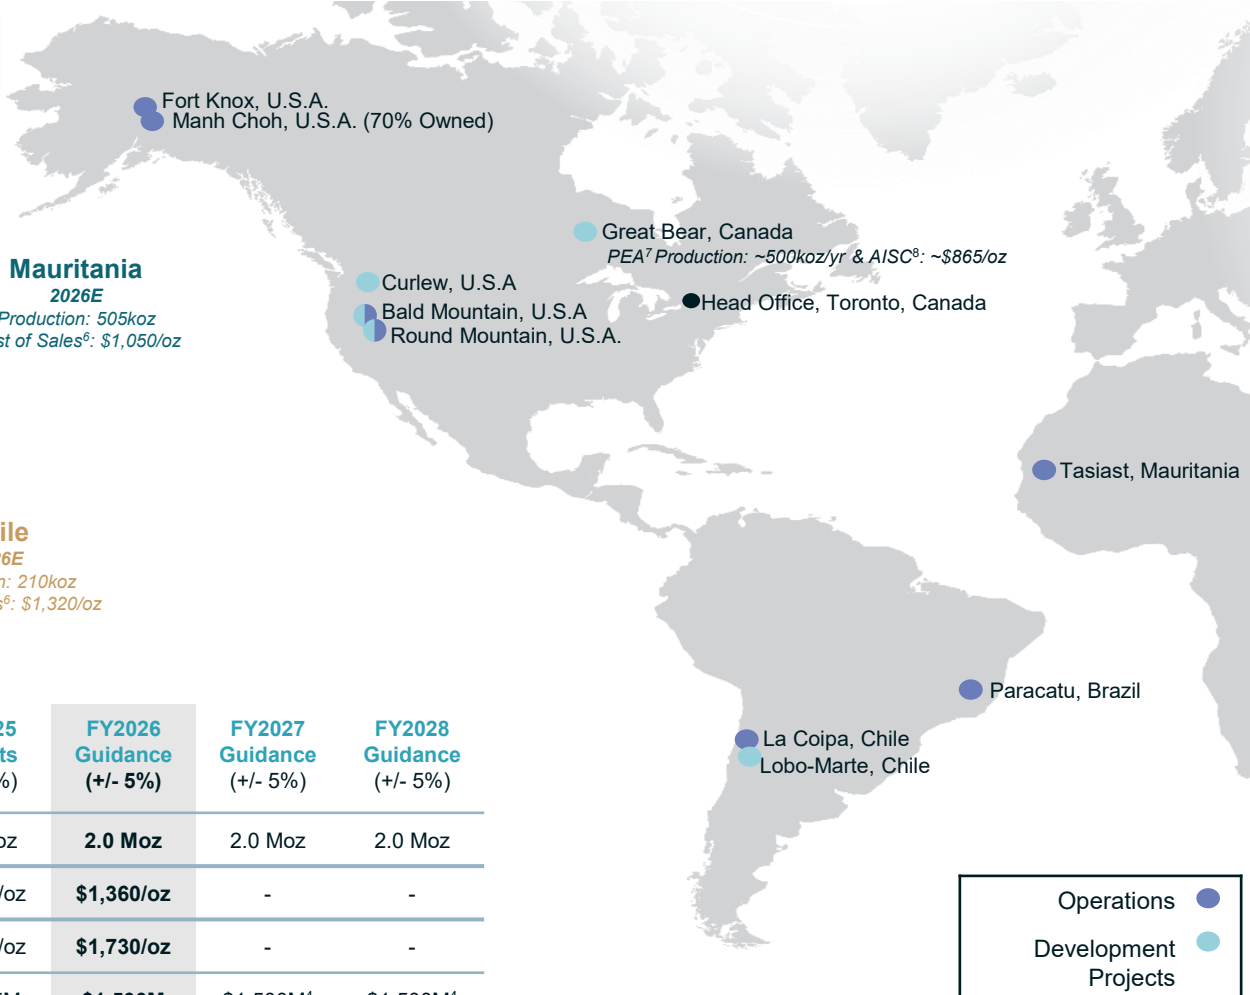 Fort Knox, U.S.A.
Manh Choh, U.S.A. (70% Owned)
Great Bear, Canada
PEA7 Production: ~500koz/yr & AISC8: ~$865/oz
Mauritania
2026E
Production: 505koz
st of Sales6: $1,050/oz
Curlew, U.S.A
Bald Mountain, U.S.A
Round Mountain, U.S.A.
Head Office, Toronto, Canada
Tasiast, Mauritania
ile
6E
n: 210koz
s6: $1,320/oz
Paracatu, Brazil
La Coipa, Chile
Lobo-Marte, Chile
25 FY2026 FY2027 FY2028
ts Guidance Guidance Guidance
%) (+/- 5%) (+/- 5%) (+/- 5%)
oz 2.0 Moz 2.0 Moz 2.0 Moz
/oz $1,360/oz - -
/oz $1,730/oz - -
Operations
Development
Projects